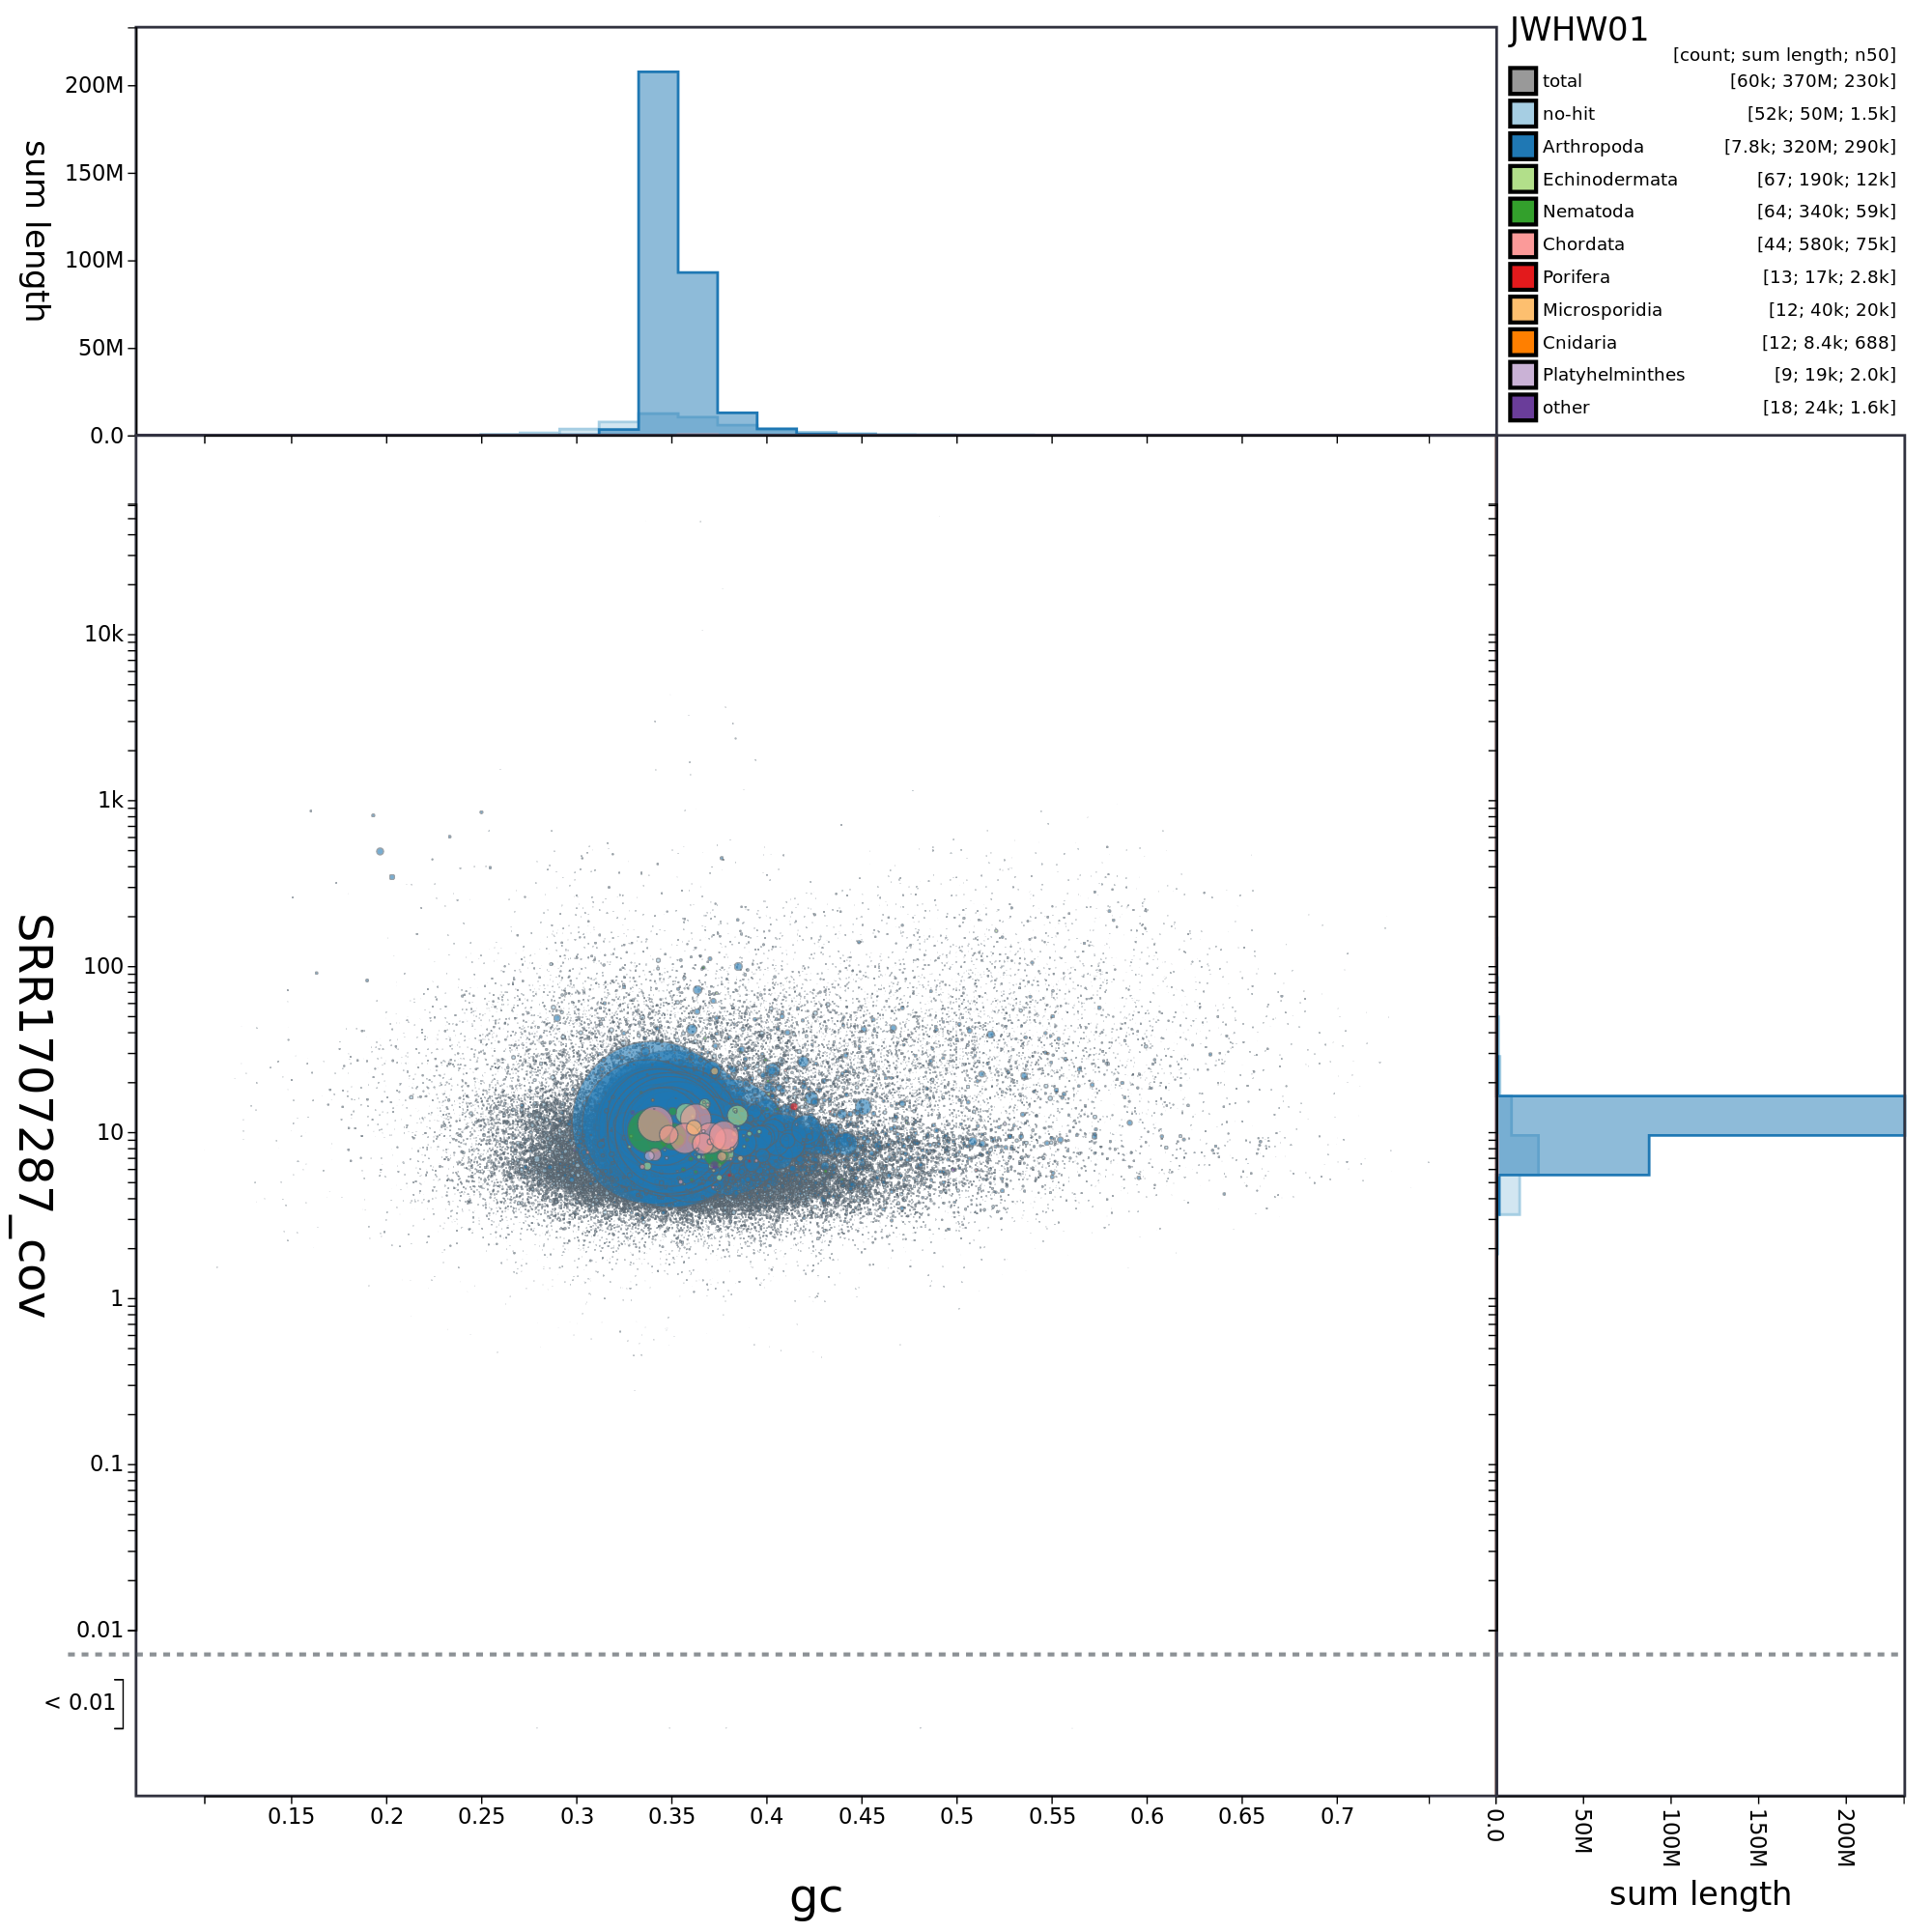 JWHW01
[count; sum length; n50]
total [60k; 370M; 230k]
no-hit [52k; 50M; 1.5k]
Arthropoda [7.8k; 320M; 290k]
Echinodermata [67; 190k; 12k]
Nematoda [64; 340k; 59k]
Chordata [44; 580k; 75k]
Porifera [13; 17k; 2.8k]
Microsporidia [12; 40k; 20k]
Cnidaria [12; 8.4k; 688]
Platyhelminthes [9; 19k; 2.0k]
other [18; 24k; 1.6k]
sum length
200M
150M
100M
50M
0.0
SRR1707287_cov
10k
1k
100
10
1
0.1
0.01
< 0.01
0.15 0.2 0.25 0.3 0.35 0.4 0.45 0.5 0.55 0.6 0.65 0.7
gc
0.0 50M 100M 150M 200M
sum length